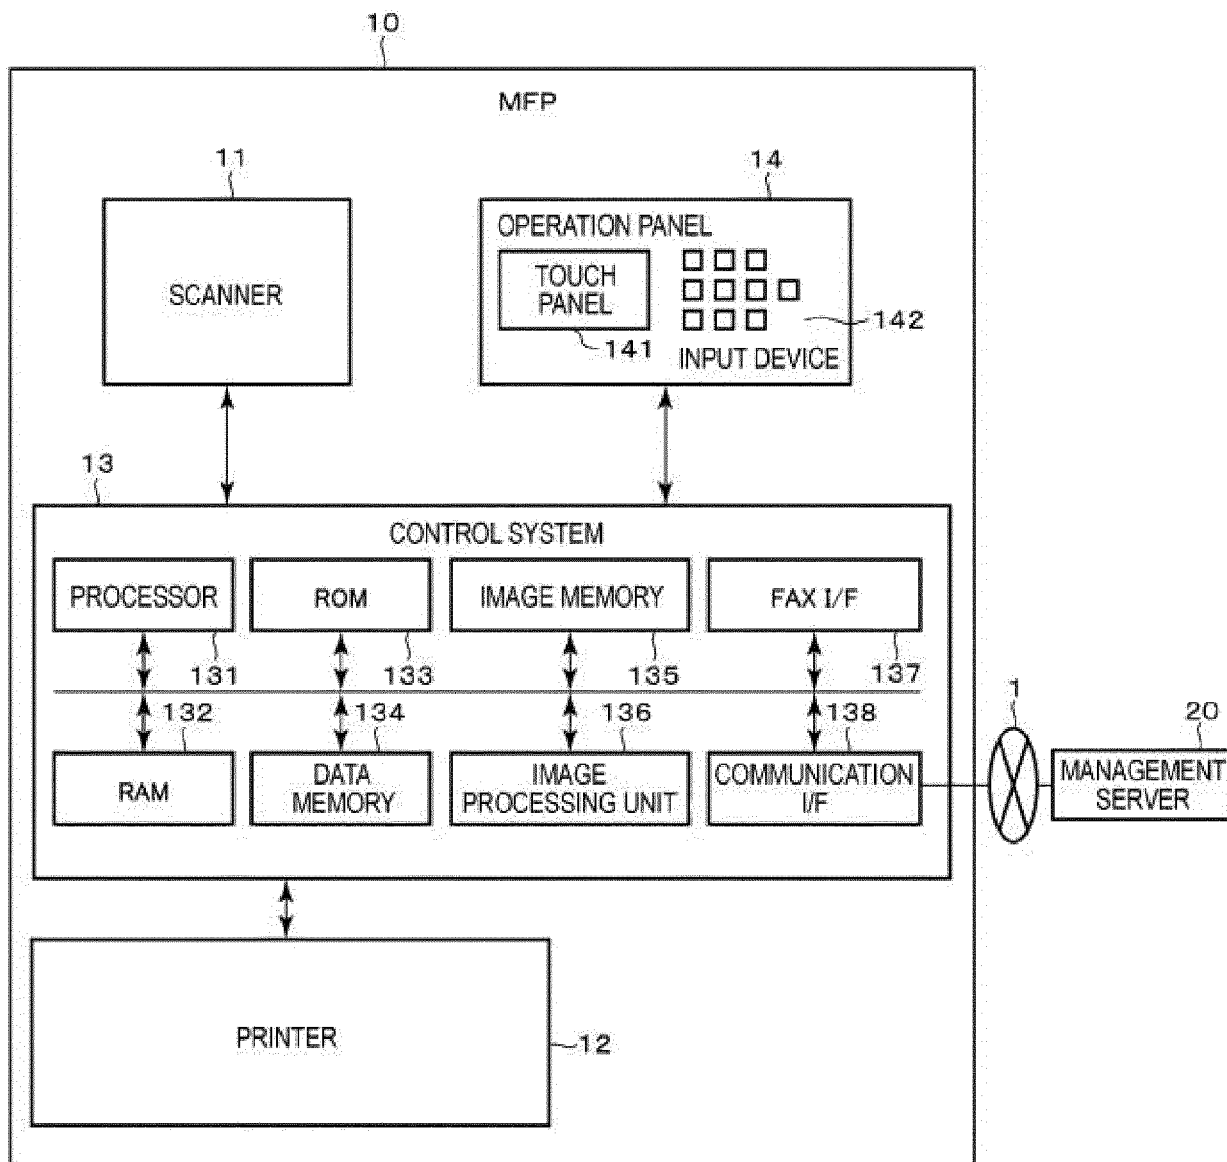 10
MFP
11
14
SCANNER
OPERATION PANEL
TOUCH
PANEL
141
142
INPUT DEVICE
13
CONTROL SYSTEM
PROCESSOR
ROM
IMAGE MEMORY
FAX I/F
131
133
135
137
132
134
136
138
RAM
DATA
MEMORY
IMAGE
PROCESSING UNIT
COMMUNICATION
I/F
1
20
MANAGEMENT
SERVER
PRINTER
12